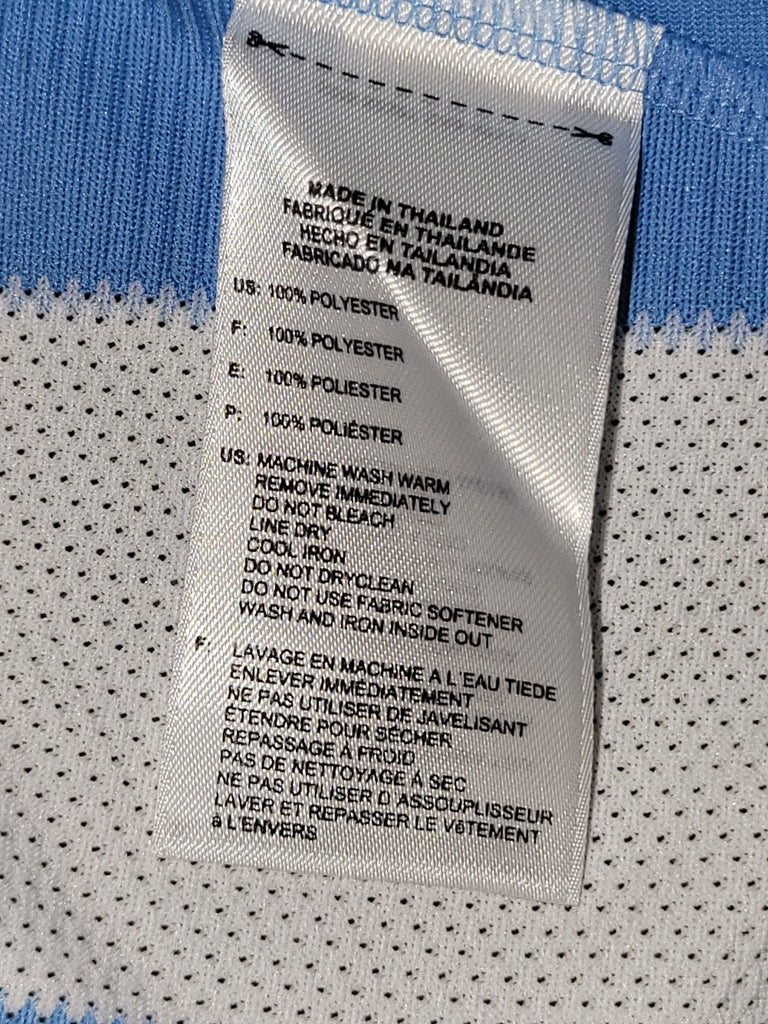 MADE IN THAILAND
FABRIQUÉ EN THAILANDE
HECHO EN TAILANDIA
FABRICADO NA TAILÂNDIA
US: 100% POLYESTER
F: 100% POLYESTER
E: 100% POLIESTER
P: 100% POLIÉSTER
US: MACHINE WASH WARM
REMOVE IMMEDIATELY
DO NOT BLEACH
LINE DRY
COOL IRON
DO NOT DRYCLEAN
DO NOT USE FABRIC SOFTENER
WASH AND IRON INSIDE OUT
F: LAVAGE EN MACHINE A L'EAU TIEDE
ENLEVER IMMÉDIATEMENT
NE PAS UTILISER DE JAVELISANT
ÉTENDRE POUR SÉCHER
REPASSAGE À FROID
PAS DE NETTOYAGE À SEC
NE PAS UTILISER D ASSOUPLISSEUR
LAVER ET REPASSER LE VêTEMENT
à L'ENVERS